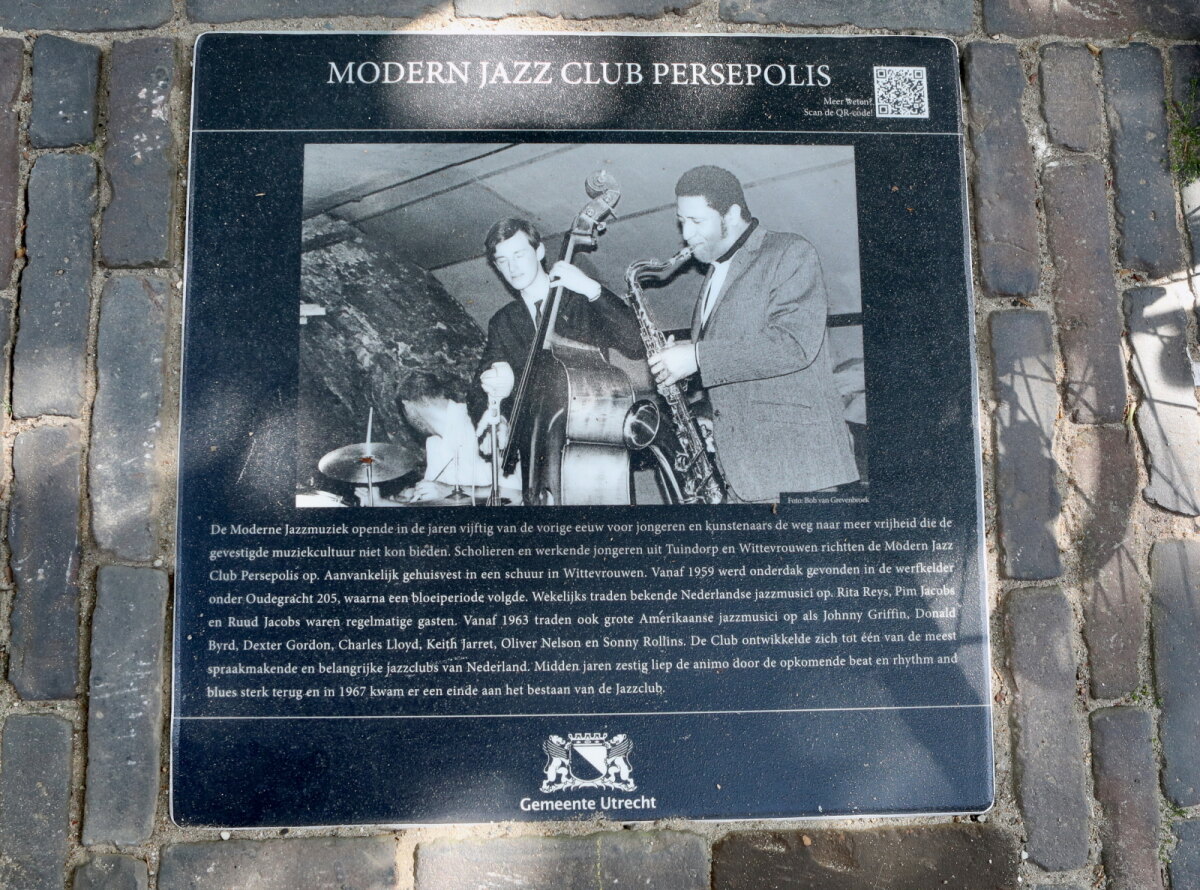 MODERN JAZZ CLUB PERSEPOLIS
Meer weten?
Scan de QR-code!
Foto: Bob van Grevenbroek
De Moderne Jazzmuziek opende in de jaren vijftig van de vorige eeuw voor jongeren en kunstenaars de weg naar meer vrijheid die de
gevestigde muziekcultuur niet kon bieden. Scholieren en werkende jongeren uit Tuindorp en Wittevrouwen richtten de Modern Jazz
Club Persepolis op. Aanvankelijk gehuisvest in een schuur in Wittevrouwen. Vanaf 1959 werd onderdak gevonden in de werfkelder
onder Oudegracht 205, waarna een bloeiperiode volgde. Wekelijks traden bekende Nederlandse jazzmusici op. Rita Reys, Pim Jacobs
en Ruud Jacobs waren regelmatige gasten. Vanaf 1963 traden ook grote Amerikaanse jazzmusici op als Johnny Griffin, Donald
Byrd, Dexter Gordon, Charles Lloyd, Keith Jarret, Oliver Nelson en Sonny Rollins. De Club ontwikkelde zich tot één van de meest
spraakmakende en belangrijke jazzclubs van Nederland. Midden jaren zestig liep de animo door de opkomende beat en rhythm and
blues sterk terug en in 1967 kwam er een einde aan het bestaan van de Jazzclub.
Gemeente Utrecht